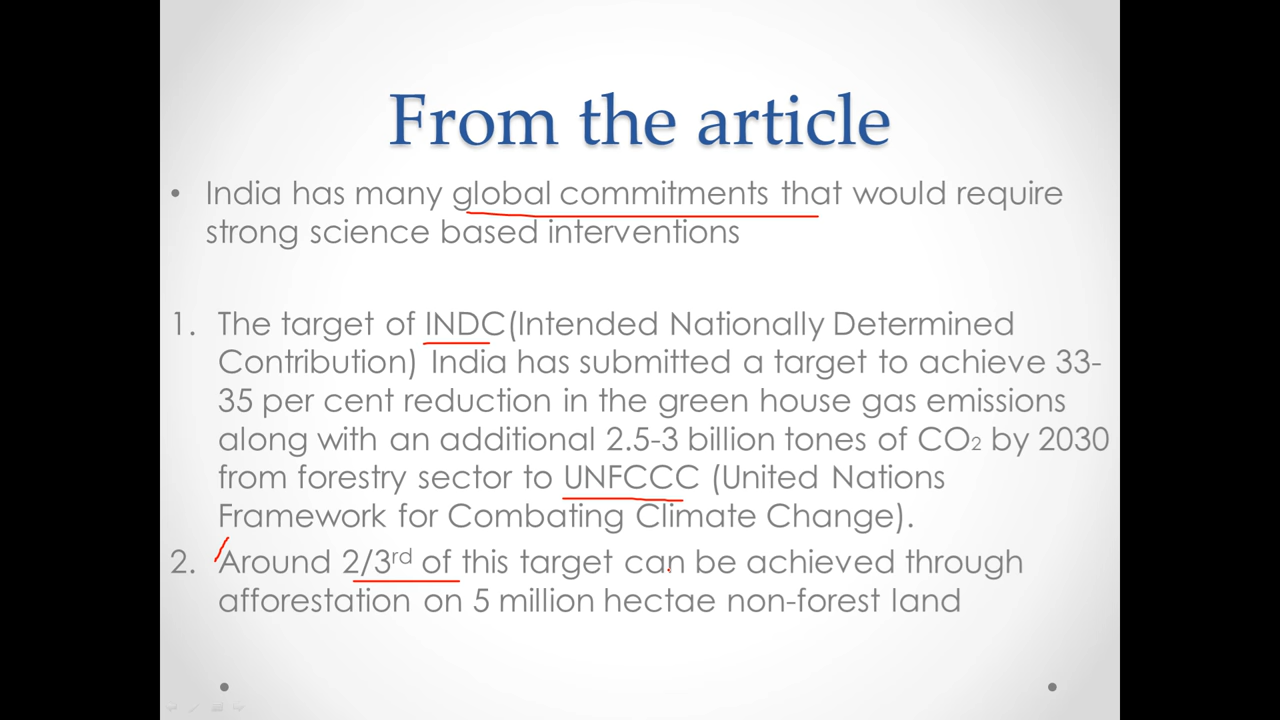 From the article
• India has many global commitments that would require
strong science based interventions
1. The target of INDC(Intended Nationally Determined
Contribution) India has submitted a target to achieve 33-
35 per cent reduction in the green house gas emissions
along with an additional 2.5-3 billion tones of CO₂ by 2030
from forestry sector to UNFCCC (United Nations
Framework for Combating Climate Change).
2. Around 2/3rd of this target can be achieved through
afforestation on 5 million hectae non-forest land